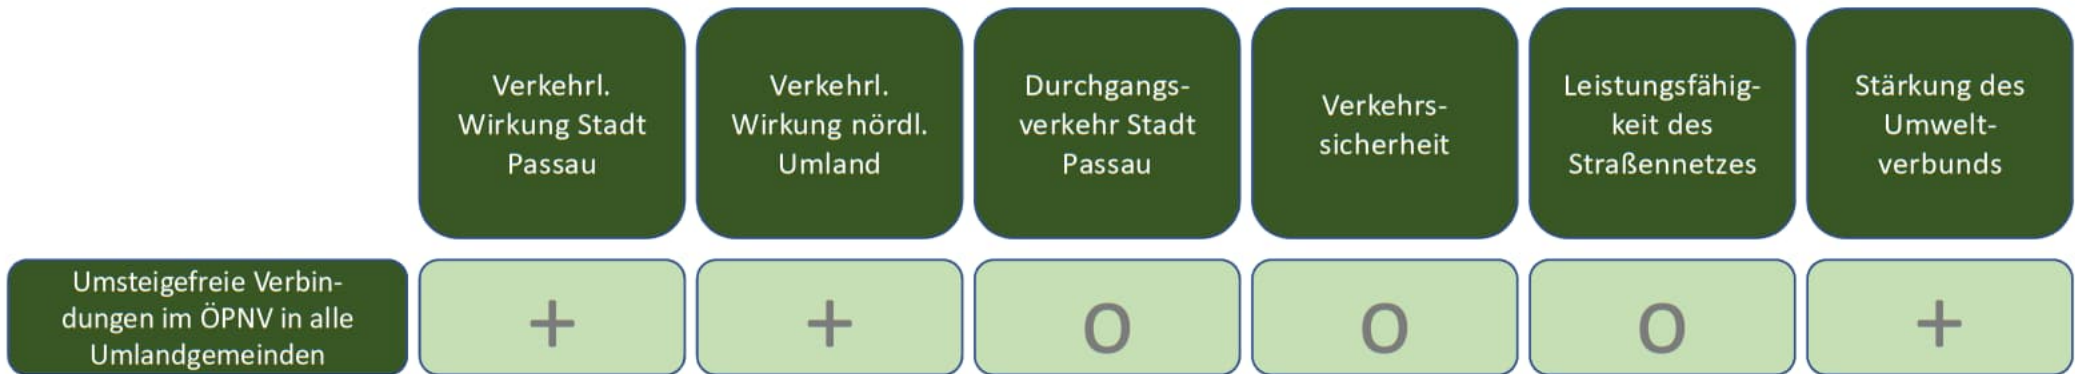 Verkehrl.
Wirkung Stadt
Passau
Verkehrl.
Wirkung nördl.
Umland
Durchgangs-
verkehr Stadt
Passau
Verkehrs-
sicherheit
Leistungsfähig-
keit des
Straßennetzes
Stärkung des
Umwelt-
verbunds
Umsteigefreie Verbin-
dungen im ÖPNV in alle
Umlandgemeinden
+
+
o
o
o
+